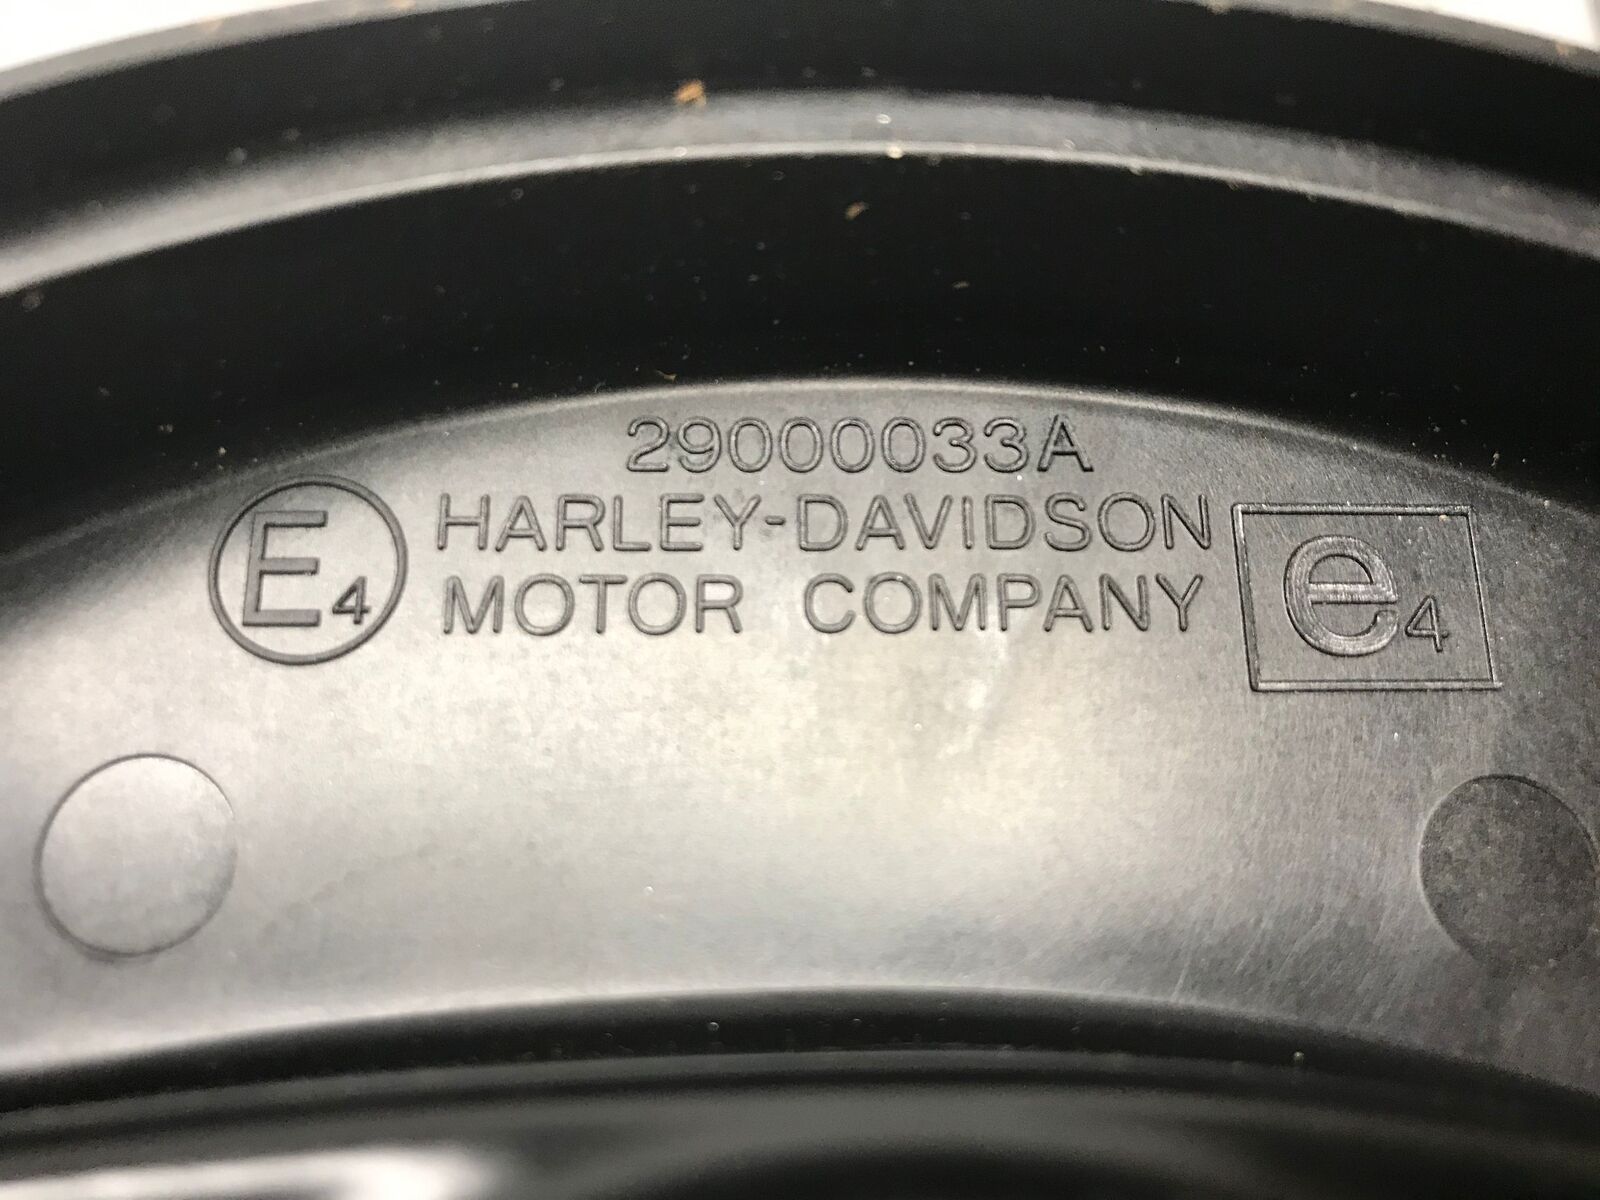 29000033A
E4
HARLEY-DAVIDSON
MOTOR COMPANY
e4